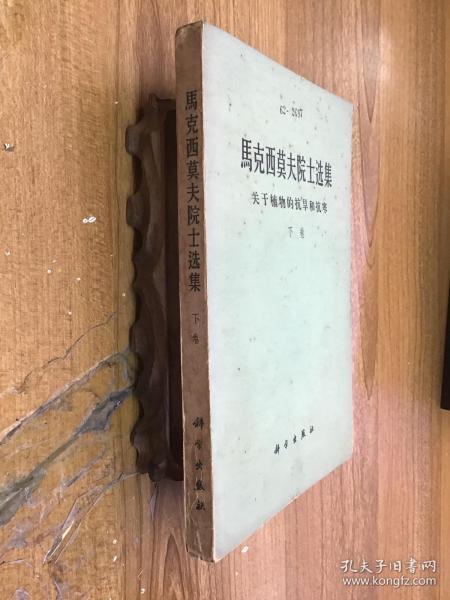 馬克西莫夫院士选集
下卷
科学出版社
62·2687
馬克西莫夫院士选集
关于植物的抗旱和抗寒
下卷
科学出版社
孔夫子旧书网
www.kongfz.com